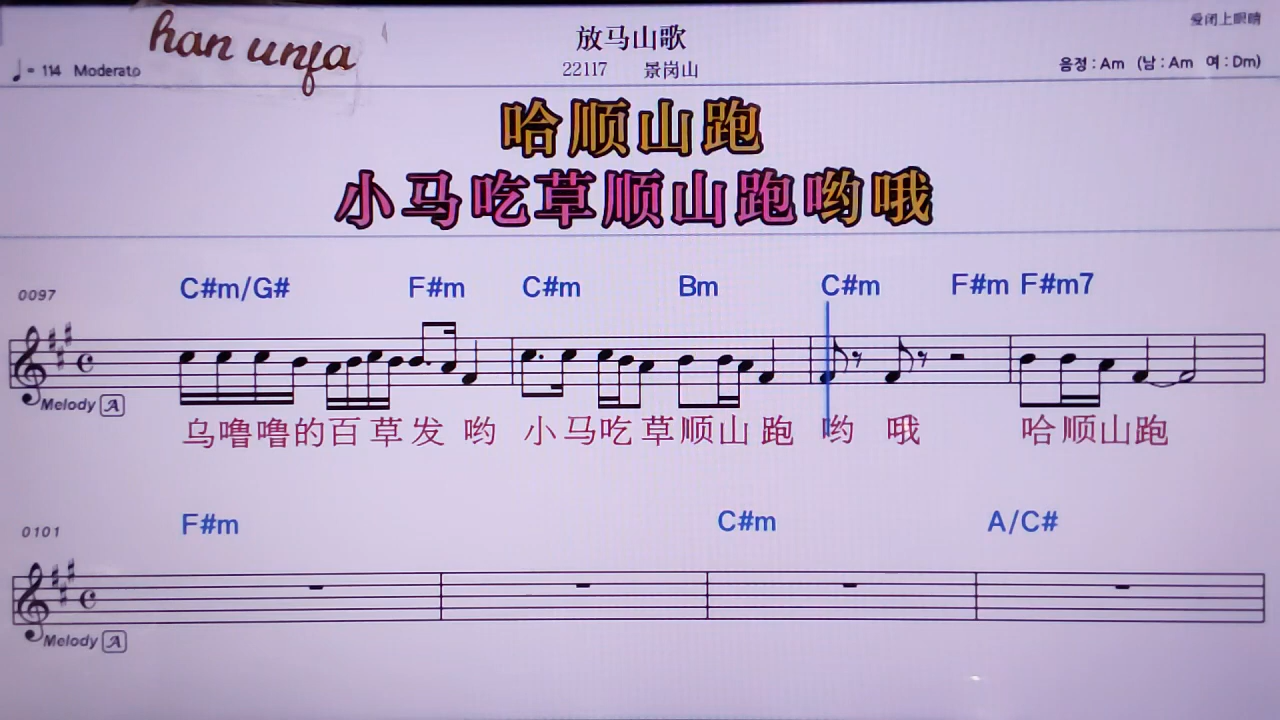 han unfa
放马山歌
爱闭上眼睛
♩= 114 Moderato
22117 景岗山
음정 : Am (남 : Am 여 : Dm)
哈顺山跑
小马吃草顺山跑哟哦
0097
C#m/G# F#m C#m Bm C#m F#m F#m7
Melody A
乌噜噜的百草发哟 小马吃草顺山跑 哟 哦 哈顺山跑
0101
F#m C#m A/C#
Melody A